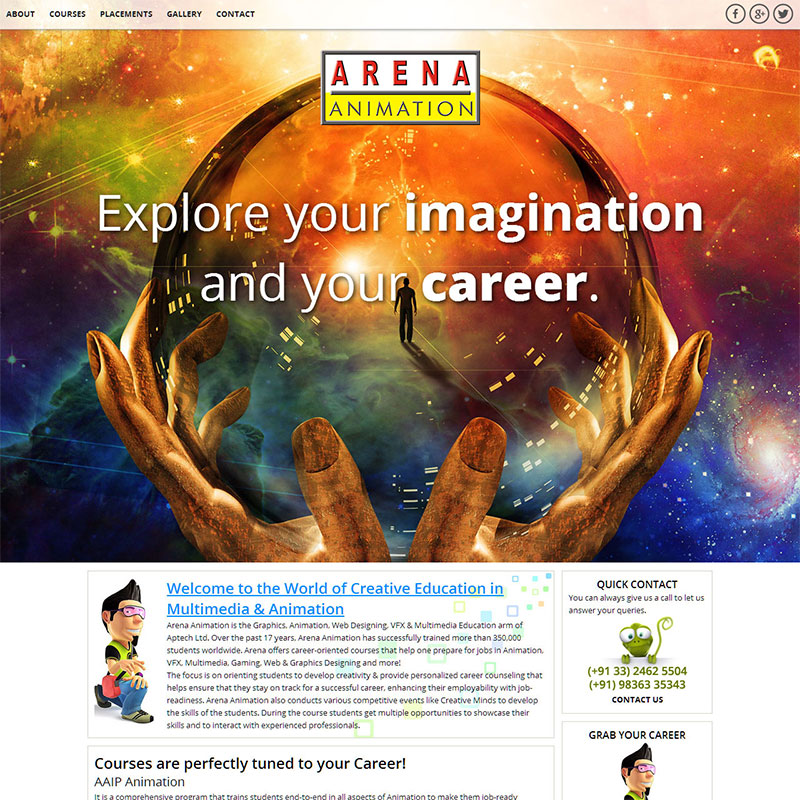 ABOUT COURSES PLACEMENTS GALLERY CONTACT
ARENA
ANIMATION
Explore your imagination
and your career.
Welcome to the World of Creative Education in
Multimedia & Animation
Arena Animation is the Graphics, Animation, Web Designing, VFX & Multimedia Education arm of
Aptech Ltd. Over the past 17 years, Arena Animation has successfully trained more than 350,000
students worldwide. Arena offers career-oriented courses that help one prepare for jobs in Animation,
VFX, Multimedia, Gaming, Web & Graphics Designing and more!
The focus is on orienting students to develop creativity & provide personalized career counseling that
helps ensure that they stay on track for a successful career, enhancing their employability with job-
readiness. Arena Animation also conducts various competitive events like Creative Minds to develop
the skills of the students. During the course students get multiple opportunities to showcase their
skills and to interact with experienced professionals.
Courses are perfectly tuned to your Career!
AAIP Animation
It is a comprehensive program that trains students end-to-end in all aspects of Animation to make them job-ready
QUICK CONTACT
You can always give us a call to let us
answer your queries.
(+91 33) 2462 5504
(+91) 98363 35343
CONTACT US
GRAB YOUR CAREER